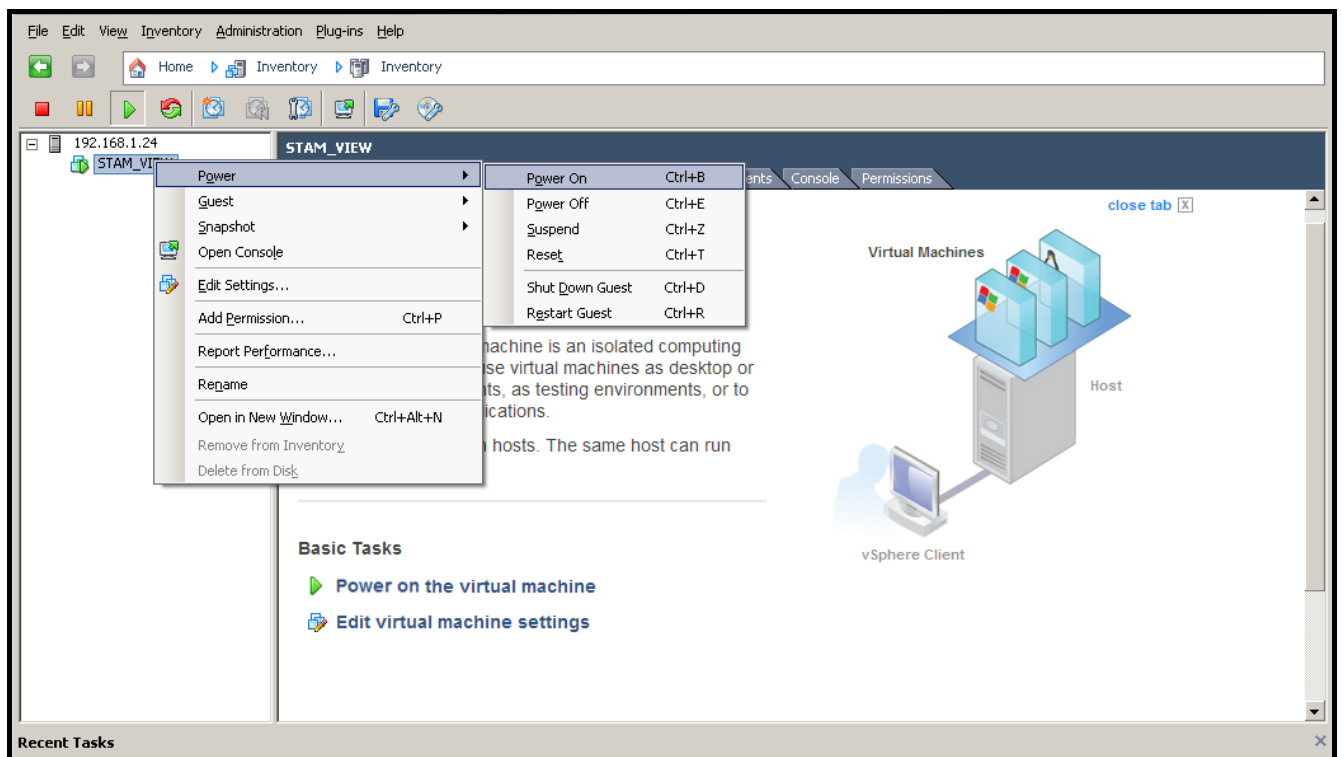 File Edit View Inventory Administration Plug-ins Help
Home Inventory Inventory
192.168.1.24
STAM_VIEW
STAM_VIEW
ents Console Permissions
close tab X
Power
Guest
Snapshot
Open Console
Edit Settings...
Add Permission... Ctrl+P
Report Performance...
Rename
Open in New Window... Ctrl+Alt+N
Remove from Inventory
Delete from Disk
Power On Ctrl+B
Power Off Ctrl+E
Suspend Ctrl+Z
Reset Ctrl+T
Shut Down Guest Ctrl+D
Restart Guest Ctrl+R
machine is an isolated computing
use virtual machines as desktop or
nts, as testing environments, or to
ications.
hosts. The same host can run
Virtual Machines
Host
vSphere Client
Basic Tasks
Power on the virtual machine
Edit virtual machine settings
Recent Tasks